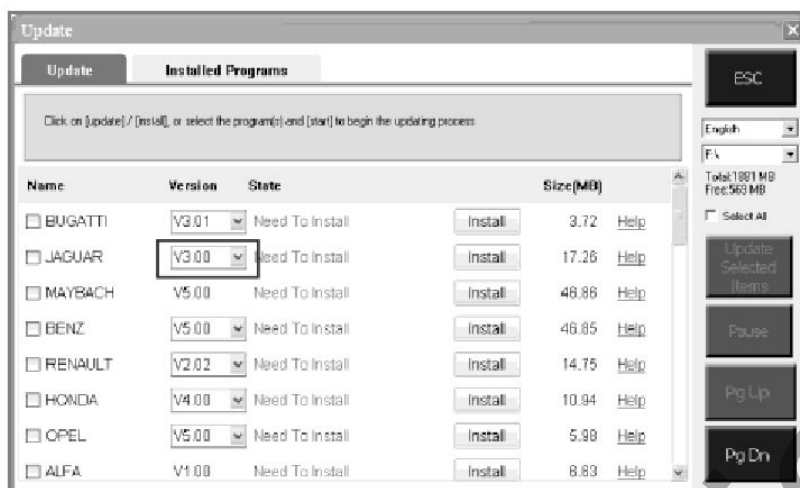 Update
Update Installed Programs
Click on [update] / [install], or select the program(s) and [start] to begin the updating process
Name Version State Size(MB)
BUGATTI V3.01 Need To Install Install 3.72 Help
JAGUAR V3.00 Need To Install Install 17.26 Help
MAYBACH V5.00 Need To Install Install 46.86 Help
BENZ V5.00 Need To Install Install 46.85 Help
RENAULT V2.02 Need To Install Install 14.75 Help
HONDA V4.00 Need To Install Install 10.94 Help
OPEL V5.00 Need To Install Install 5.98 Help
ALFA V1.00 Need To Install Install 6.83 Help
ESC
English
F:\
Total:1881 MB
Free:569 MB
Select All
Update
Selected
Items
Pause
Pg Up
Pg Dn